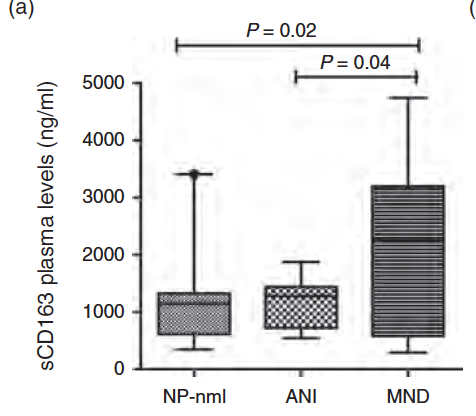 (a)
(
P = 0.02
P = 0.04
sCD163 plasma levels (ng/ml)
5000
4000
3000
2000
1000
0
NP-nml ANI MND